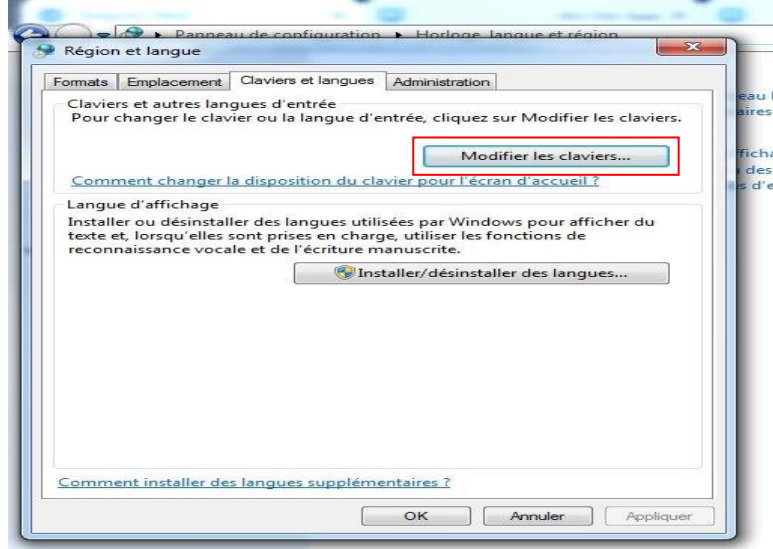 Panneau de configuration ▸ Horloge, langue et région
Région et langue
Formats Emplacement Claviers et langues Administration
Claviers et autres langues d'entrée
Pour changer le clavier ou la langue d'entrée, cliquez sur Modifier les claviers.
Modifier les claviers...
Comment changer la disposition du clavier pour l'écran d'accueil ?
Langue d'affichage
Installer ou désinstaller des langues utilisées par Windows pour afficher du
texte et, lorsqu'elles sont prises en charge, utiliser les fonctions de
reconnaissance vocale et de l'écriture manuscrite.
Installer/désinstaller des langues...
Comment installer des langues supplémentaires ?
OK Annuler Appliquer